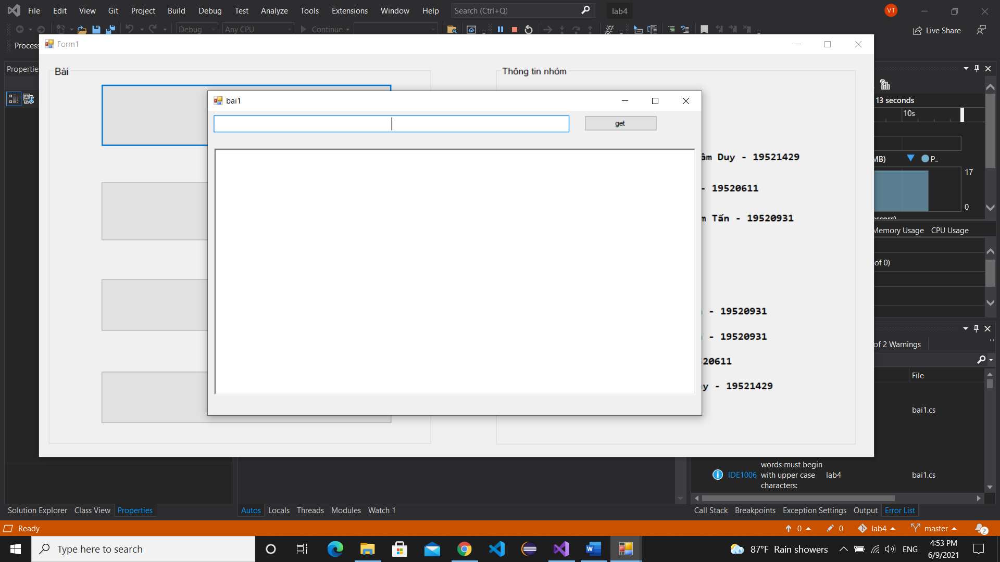 File Edit View Git Project Build Debug Test Analyze Tools Extensions Window Help Search (Ctrl+Q) lab4 VT
Debug Any CPU Continue Live Share
Process
Form1
Propertie
Bài
Thông tin nhóm
bai1
get
13 seconds
10s
âm Duy - 19521429
MB) P..
17
- 19520611
0
m Tấn - 19520931
Memory Usage CPU Usage
of 0)
- 19520931
- 19520931
20611
y - 19521429
of 2 Warnings
File
bai1.cs
words must begin
IDE1006 with upper case lab4 bai1.cs
characters:
Solution Explorer Class View Properties Autos Locals Threads Modules Watch 1 Call Stack Breakpoints Exception Settings Output Error List
Ready 0 0 lab4 master 2
Type here to search 87°F Rain showers ENG 4:53 PM
6/9/2021